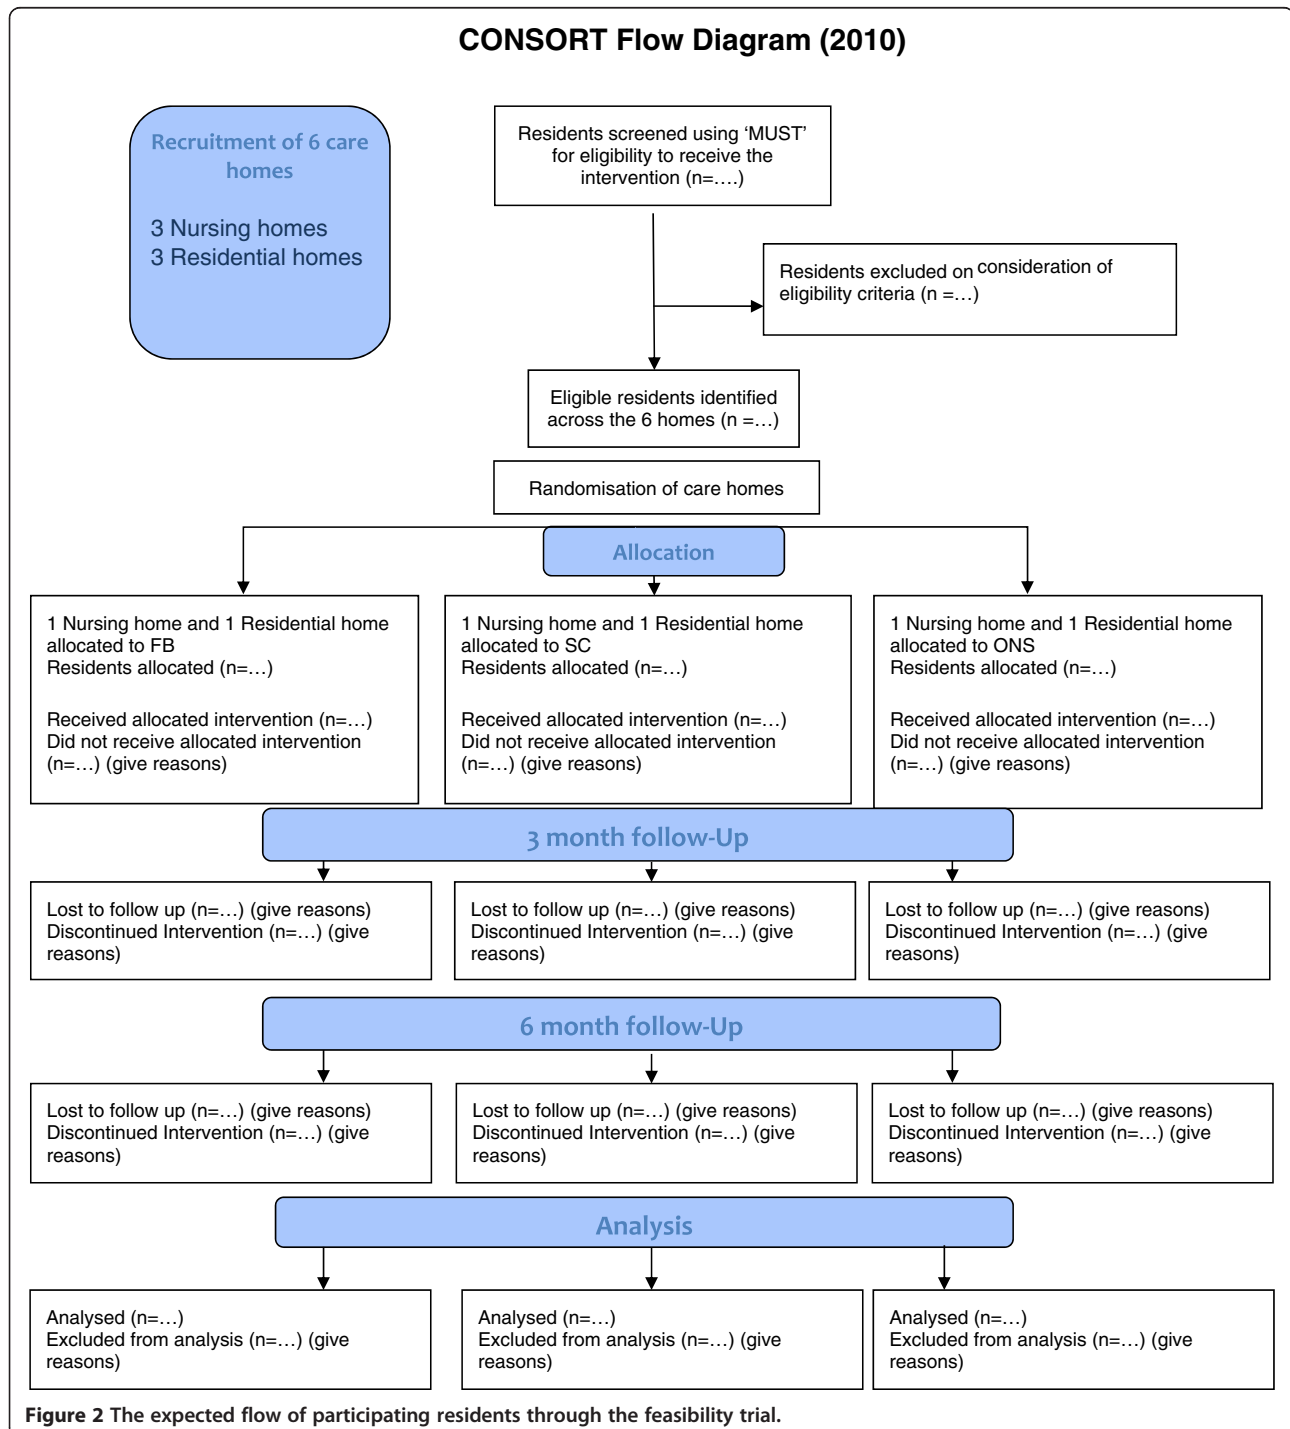 CONSORT Flow Diagram (2010)
Recruitment of 6 care
homes
3 Nursing homes
3 Residential homes
Residents screened using ‘MUST’
for eligibility to receive the
intervention (n=….)
Residents excluded on consideration of
eligibility criteria (n =…)
Eligible residents identified
across the 6 homes (n =…)
Randomisation of care homes
Allocation
1 Nursing home and 1 Residential home
allocated to FB
Residents allocated (n=…)
Received allocated intervention (n=…)
Did not receive allocated intervention
(n=…) (give reasons)
1 Nursing home and 1 Residential home
allocated to SC
Residents allocated (n=…)
Received allocated intervention (n=…)
Did not receive allocated intervention
(n=…) (give reasons)
1 Nursing home and 1 Residential home
allocated to ONS
Residents allocated (n=…)
Received allocated intervention (n=…)
Did not receive allocated intervention
(n=…) (give reasons)
3 month follow-Up
Lost to follow up (n=…) (give reasons)
Discontinued Intervention (n=…) (give
reasons)
Lost to follow up (n=…) (give reasons)
Discontinued Intervention (n=…) (give
reasons)
Lost to follow up (n=…) (give reasons)
Discontinued Intervention (n=…) (give
reasons)
6 month follow-Up
Lost to follow up (n=…) (give reasons)
Discontinued Intervention (n=…) (give
reasons)
Lost to follow up (n=…) (give reasons)
Discontinued Intervention (n=…) (give
reasons)
Lost to follow up (n=…) (give reasons)
Discontinued Intervention (n=…) (give
reasons)
Analysis
Analysed (n=…)
Excluded from analysis (n=…) (give
reasons)
Analysed (n=…)
Excluded from analysis (n=…) (give
reasons)
Analysed (n=…)
Excluded from analysis (n=…) (give
reasons)
Figure 2 The expected flow of participating residents through the feasibility trial.